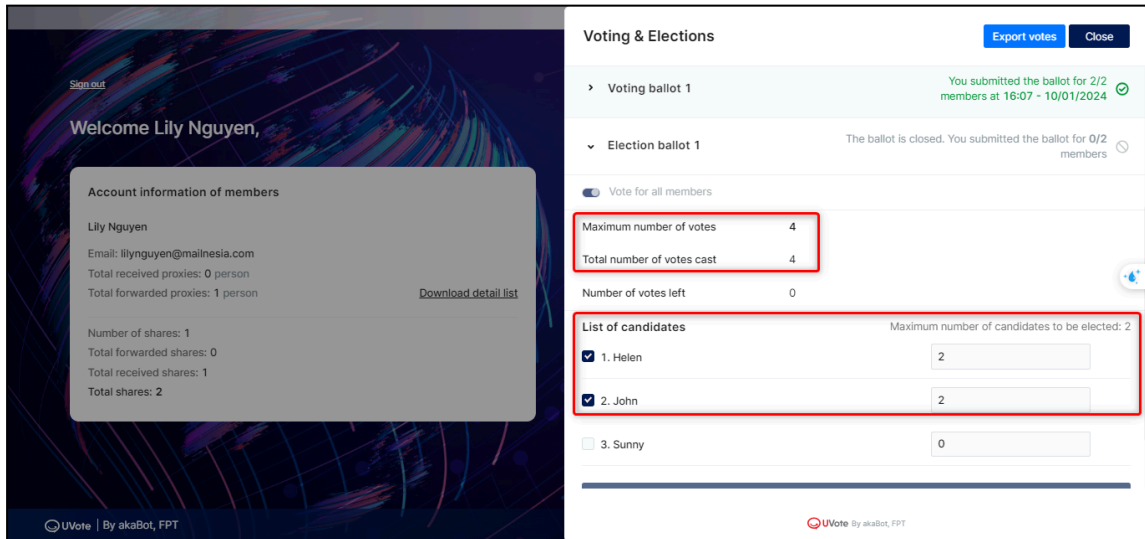 Sign out
Welcome Lily Nguyen,
Account information of members
Lily Nguyen
Email: lilynguyen@mailnesia.com
Total received proxies: 0 person
Total forwarded proxies: 1 person
Download detail list
Number of shares: 1
Total forwarded shares: 0
Total received shares: 1
Total shares: 2
UVote | By akaBot, FPT
Voting & Elections
Export votes
Close
Voting ballot 1
You submitted the ballot for 2/2
members at 16:07 - 10/01/2024
Election ballot 1
The ballot is closed. You submitted the ballot for 0/2
members
Vote for all members
Maximum number of votes 4
Total number of votes cast 4
Number of votes left 0
List of candidates Maximum number of candidates to be elected: 2
1. Helen 2
2. John 2
3. Sunny 0
UVote By akaBot, FPT